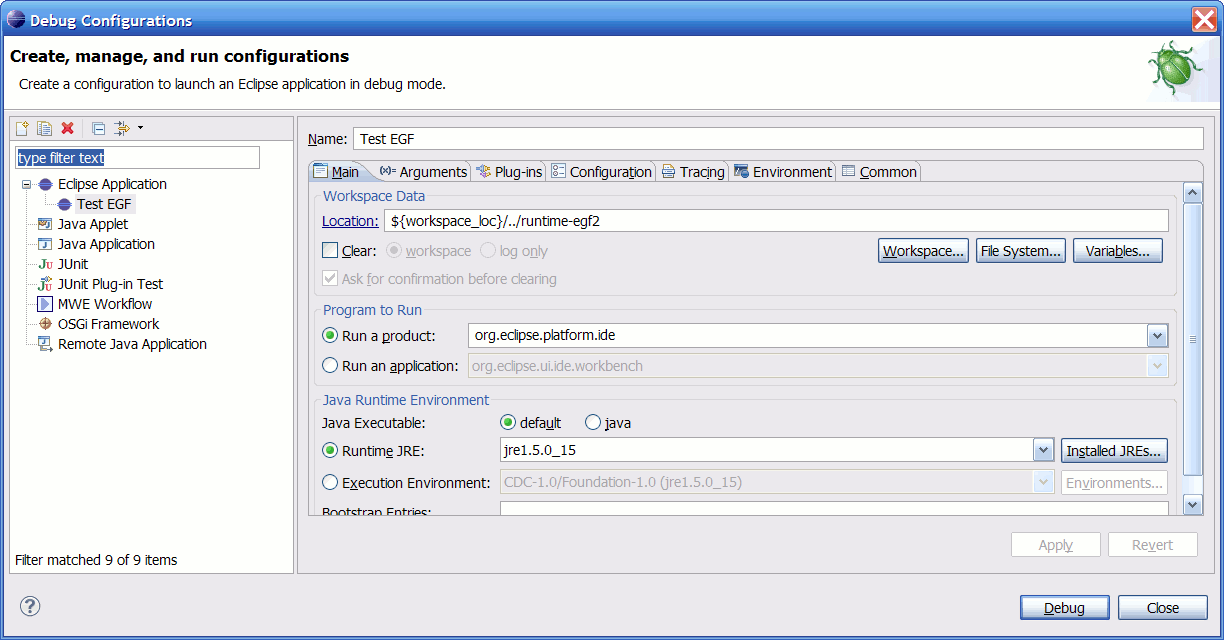 Debug Configurations
Create, manage, and run configurations
Create a configuration to launch an Eclipse application in debug mode.
type filter text
Eclipse Application
Test EGF
Java Applet
Java Application
JUnit
JUnit Plug-in Test
MWE Workflow
OSGi Framework
Remote Java Application
Filter matched 9 of 9 items
Name: Test EGF
Main (x)= Arguments Plug-ins Configuration Tracing Environment Common
Workspace Data
Location: ${workspace_loc}/../runtime-egf2
Clear: workspace log only Workspace... File System... Variables...
Ask for confirmation before clearing
Program to Run
Run a product: org.eclipse.platform.ide
Run an application: org.eclipse.ui.ide.workbench
Java Runtime Environment
Java Executable: default java
Runtime JRE: jre1.5.0_15 Installed JREs...
Execution Environment: CDC-1.0/Foundation-1.0 (jre1.5.0_15) Environments...
Bootstrap Entries:
Apply Revert
? Debug Close